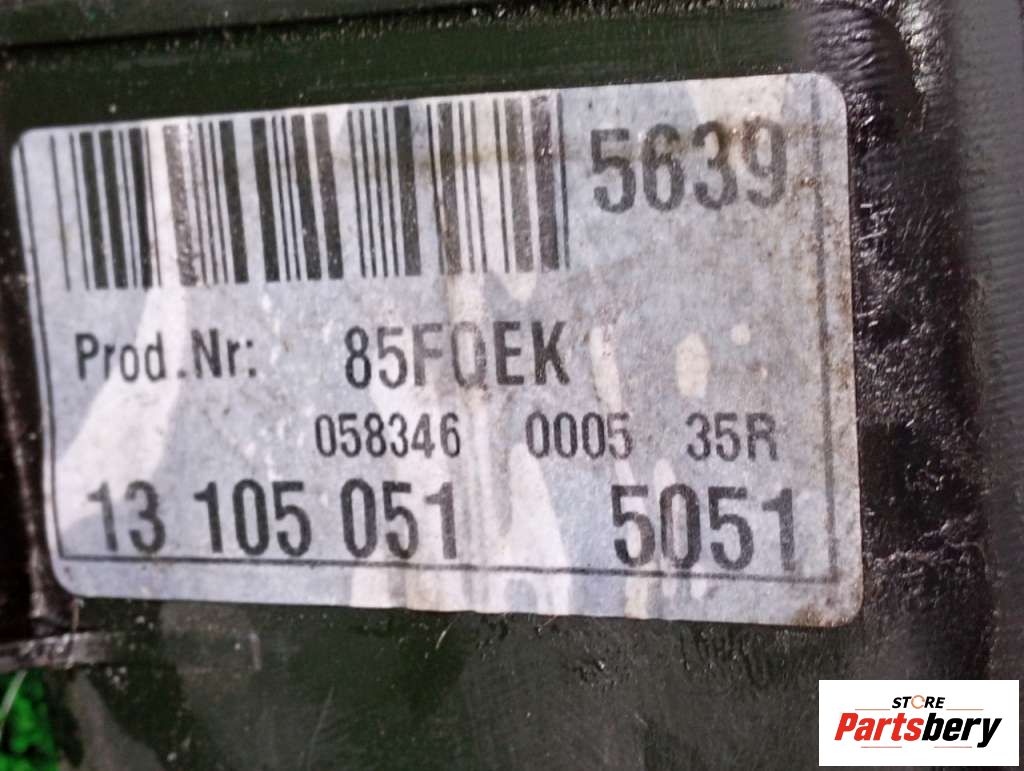 5639
Prod.Nr: 85FQEK
058346 0005 35R
13 105 051 5051
STORE
Partsbery